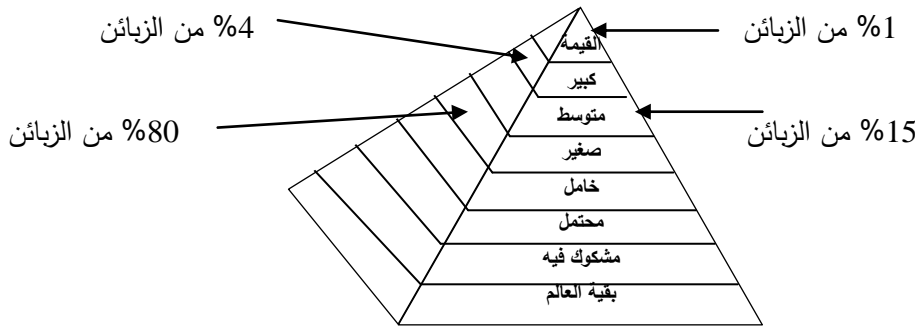 %1 من الزبائن
%4 من الزبائن
القيمة
كبير
متوسط
%15 من الزبائن
%80 من الزبائن
صغير
خامل
محتمل
مشكوك فيه
بقية العالم